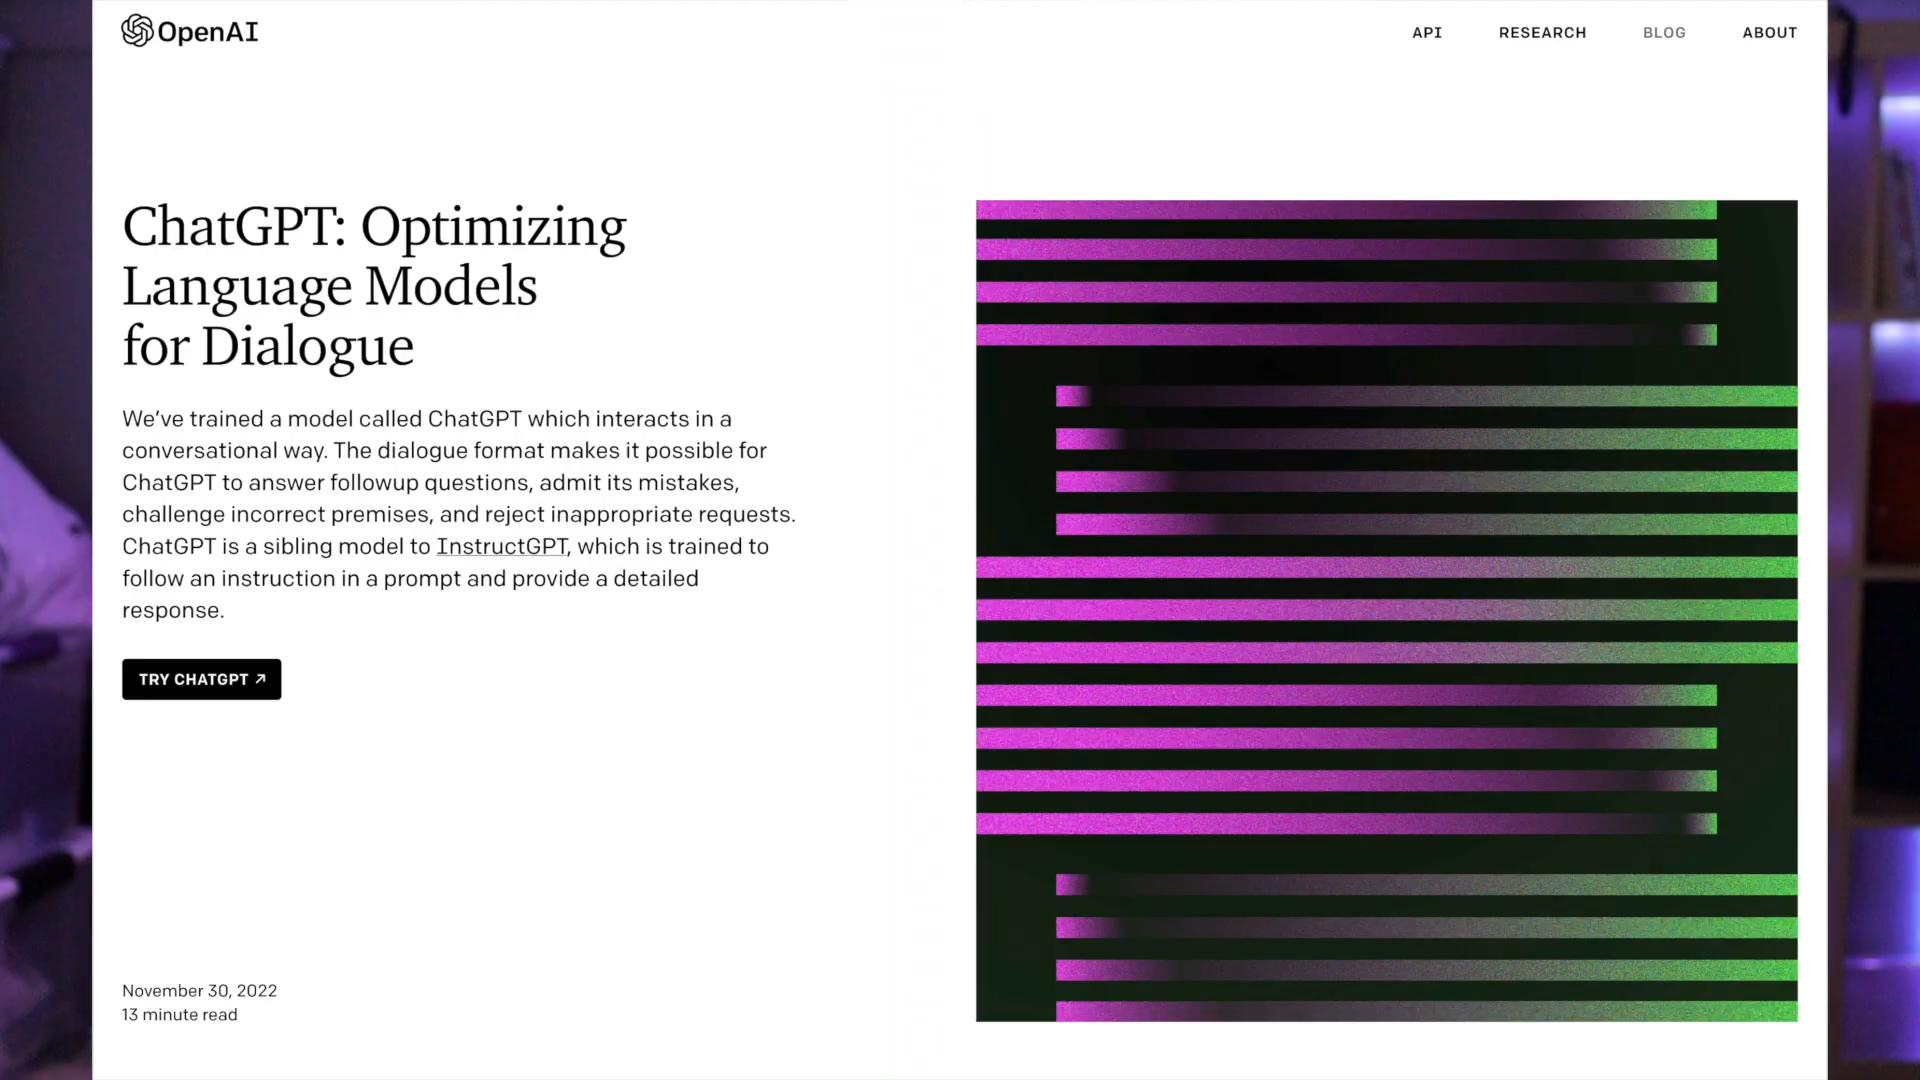 OpenAI
API RESEARCH BLOG ABOUT
ChatGPT: Optimizing
Language Models
for Dialogue
We’ve trained a model called ChatGPT which interacts in a
conversational way. The dialogue format makes it possible for
ChatGPT to answer followup questions, admit its mistakes,
challenge incorrect premises, and reject inappropriate requests.
ChatGPT is a sibling model to InstructGPT, which is trained to
follow an instruction in a prompt and provide a detailed
response.
TRY CHATGPT ↗
November 30, 2022
13 minute read